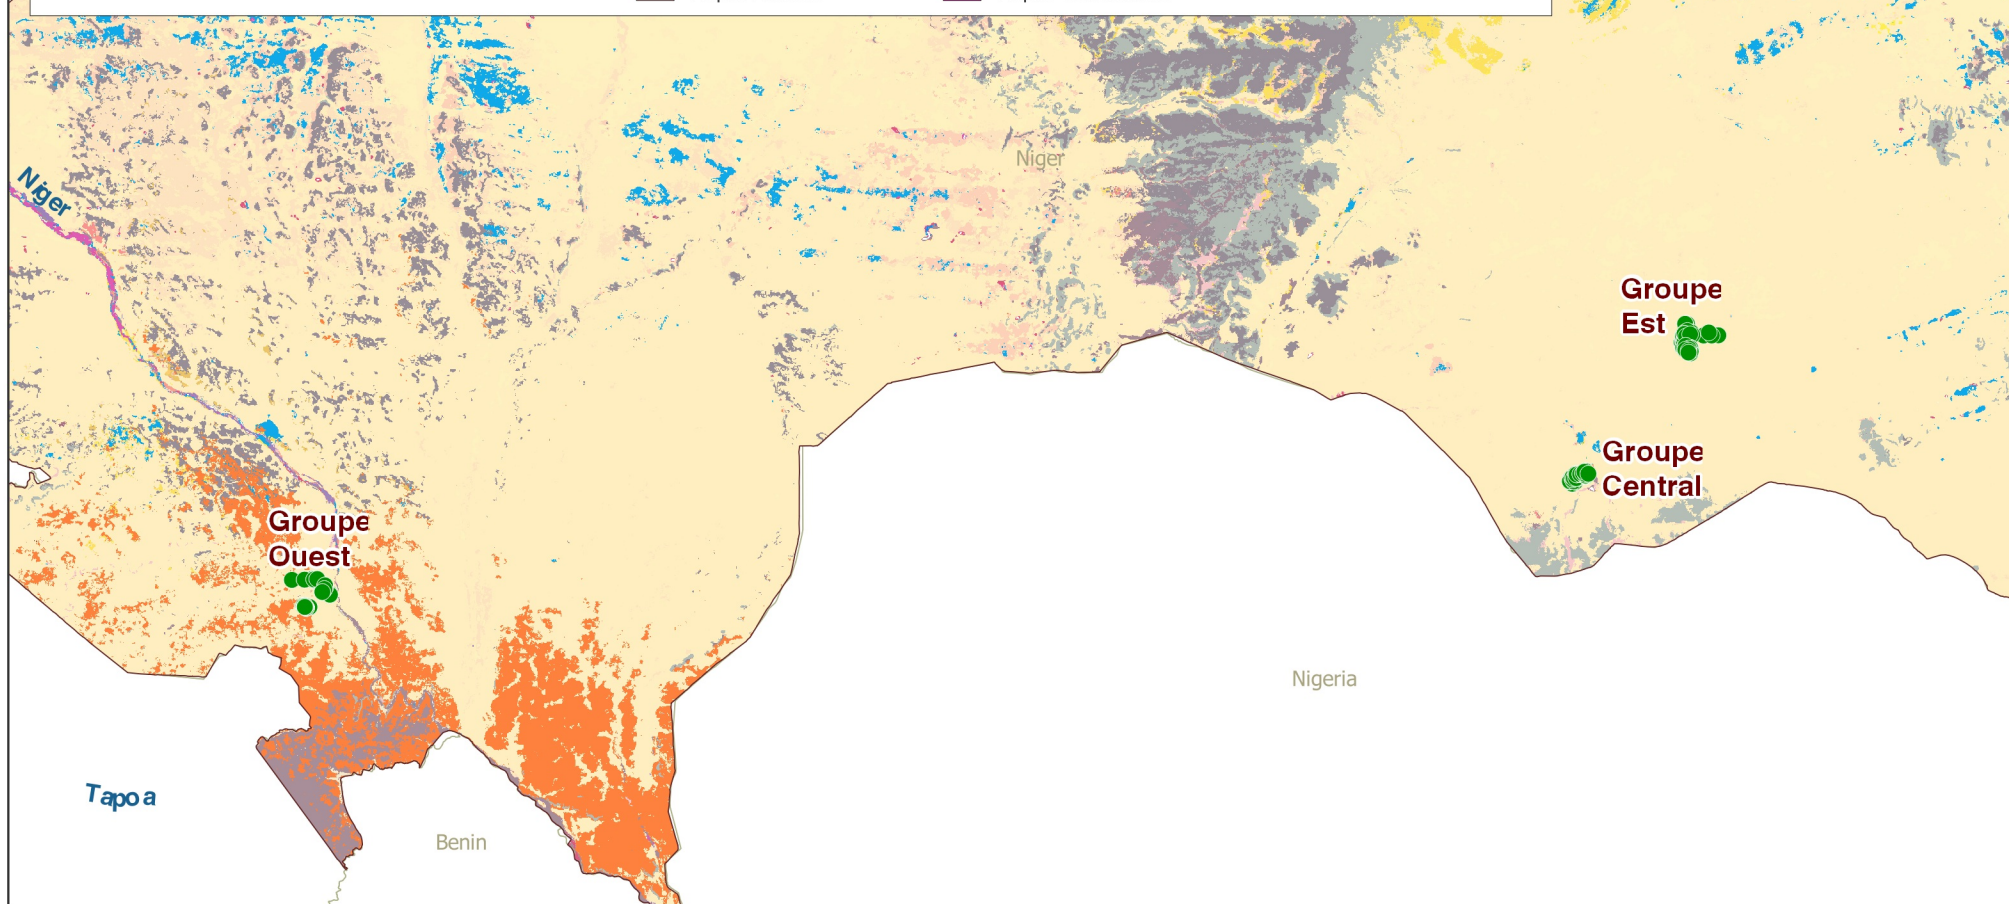 Niger
Niger
Groupe
Est
Groupe
Central
Groupe
Ouest
Nigeria
Tapoa
Benin